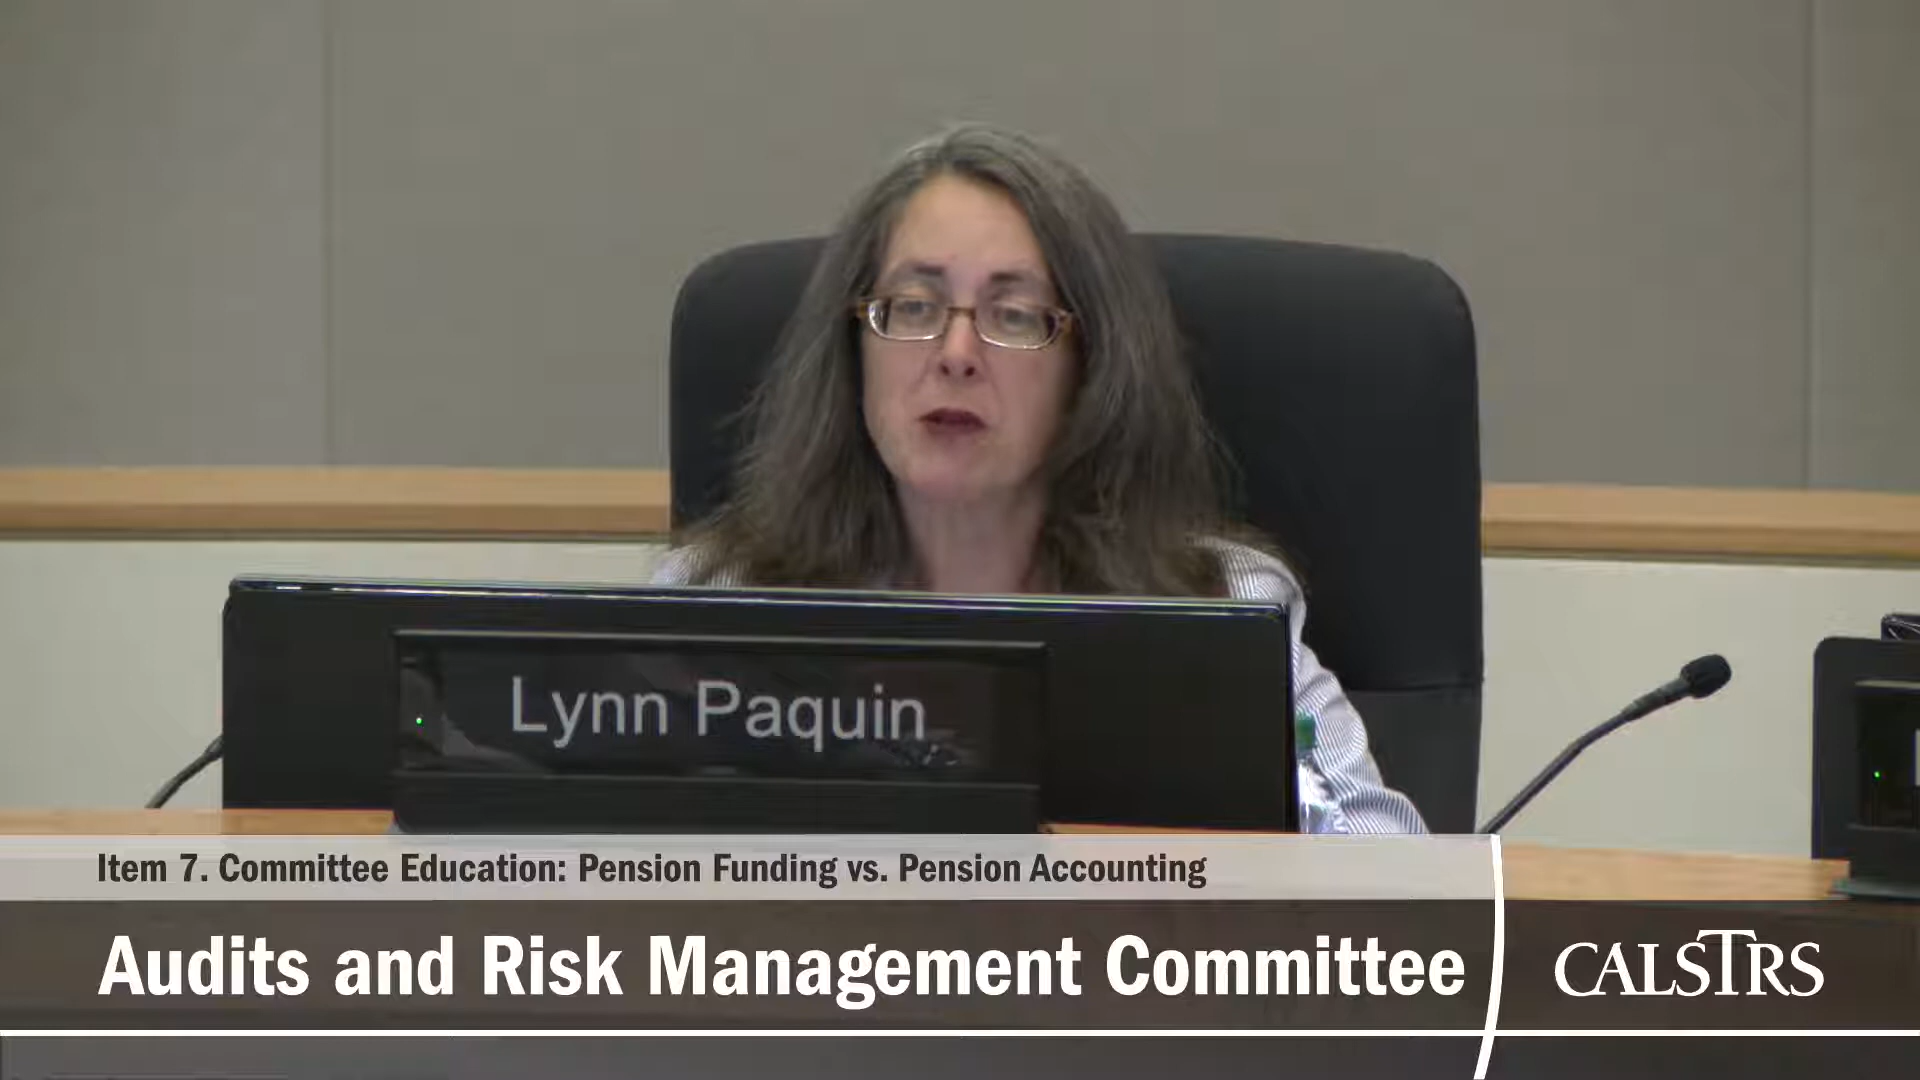 Lynn Paquin
Item 7. Committee Education: Pension Funding vs. Pension Accounting
Audits and Risk Management Committee
CALSTRS